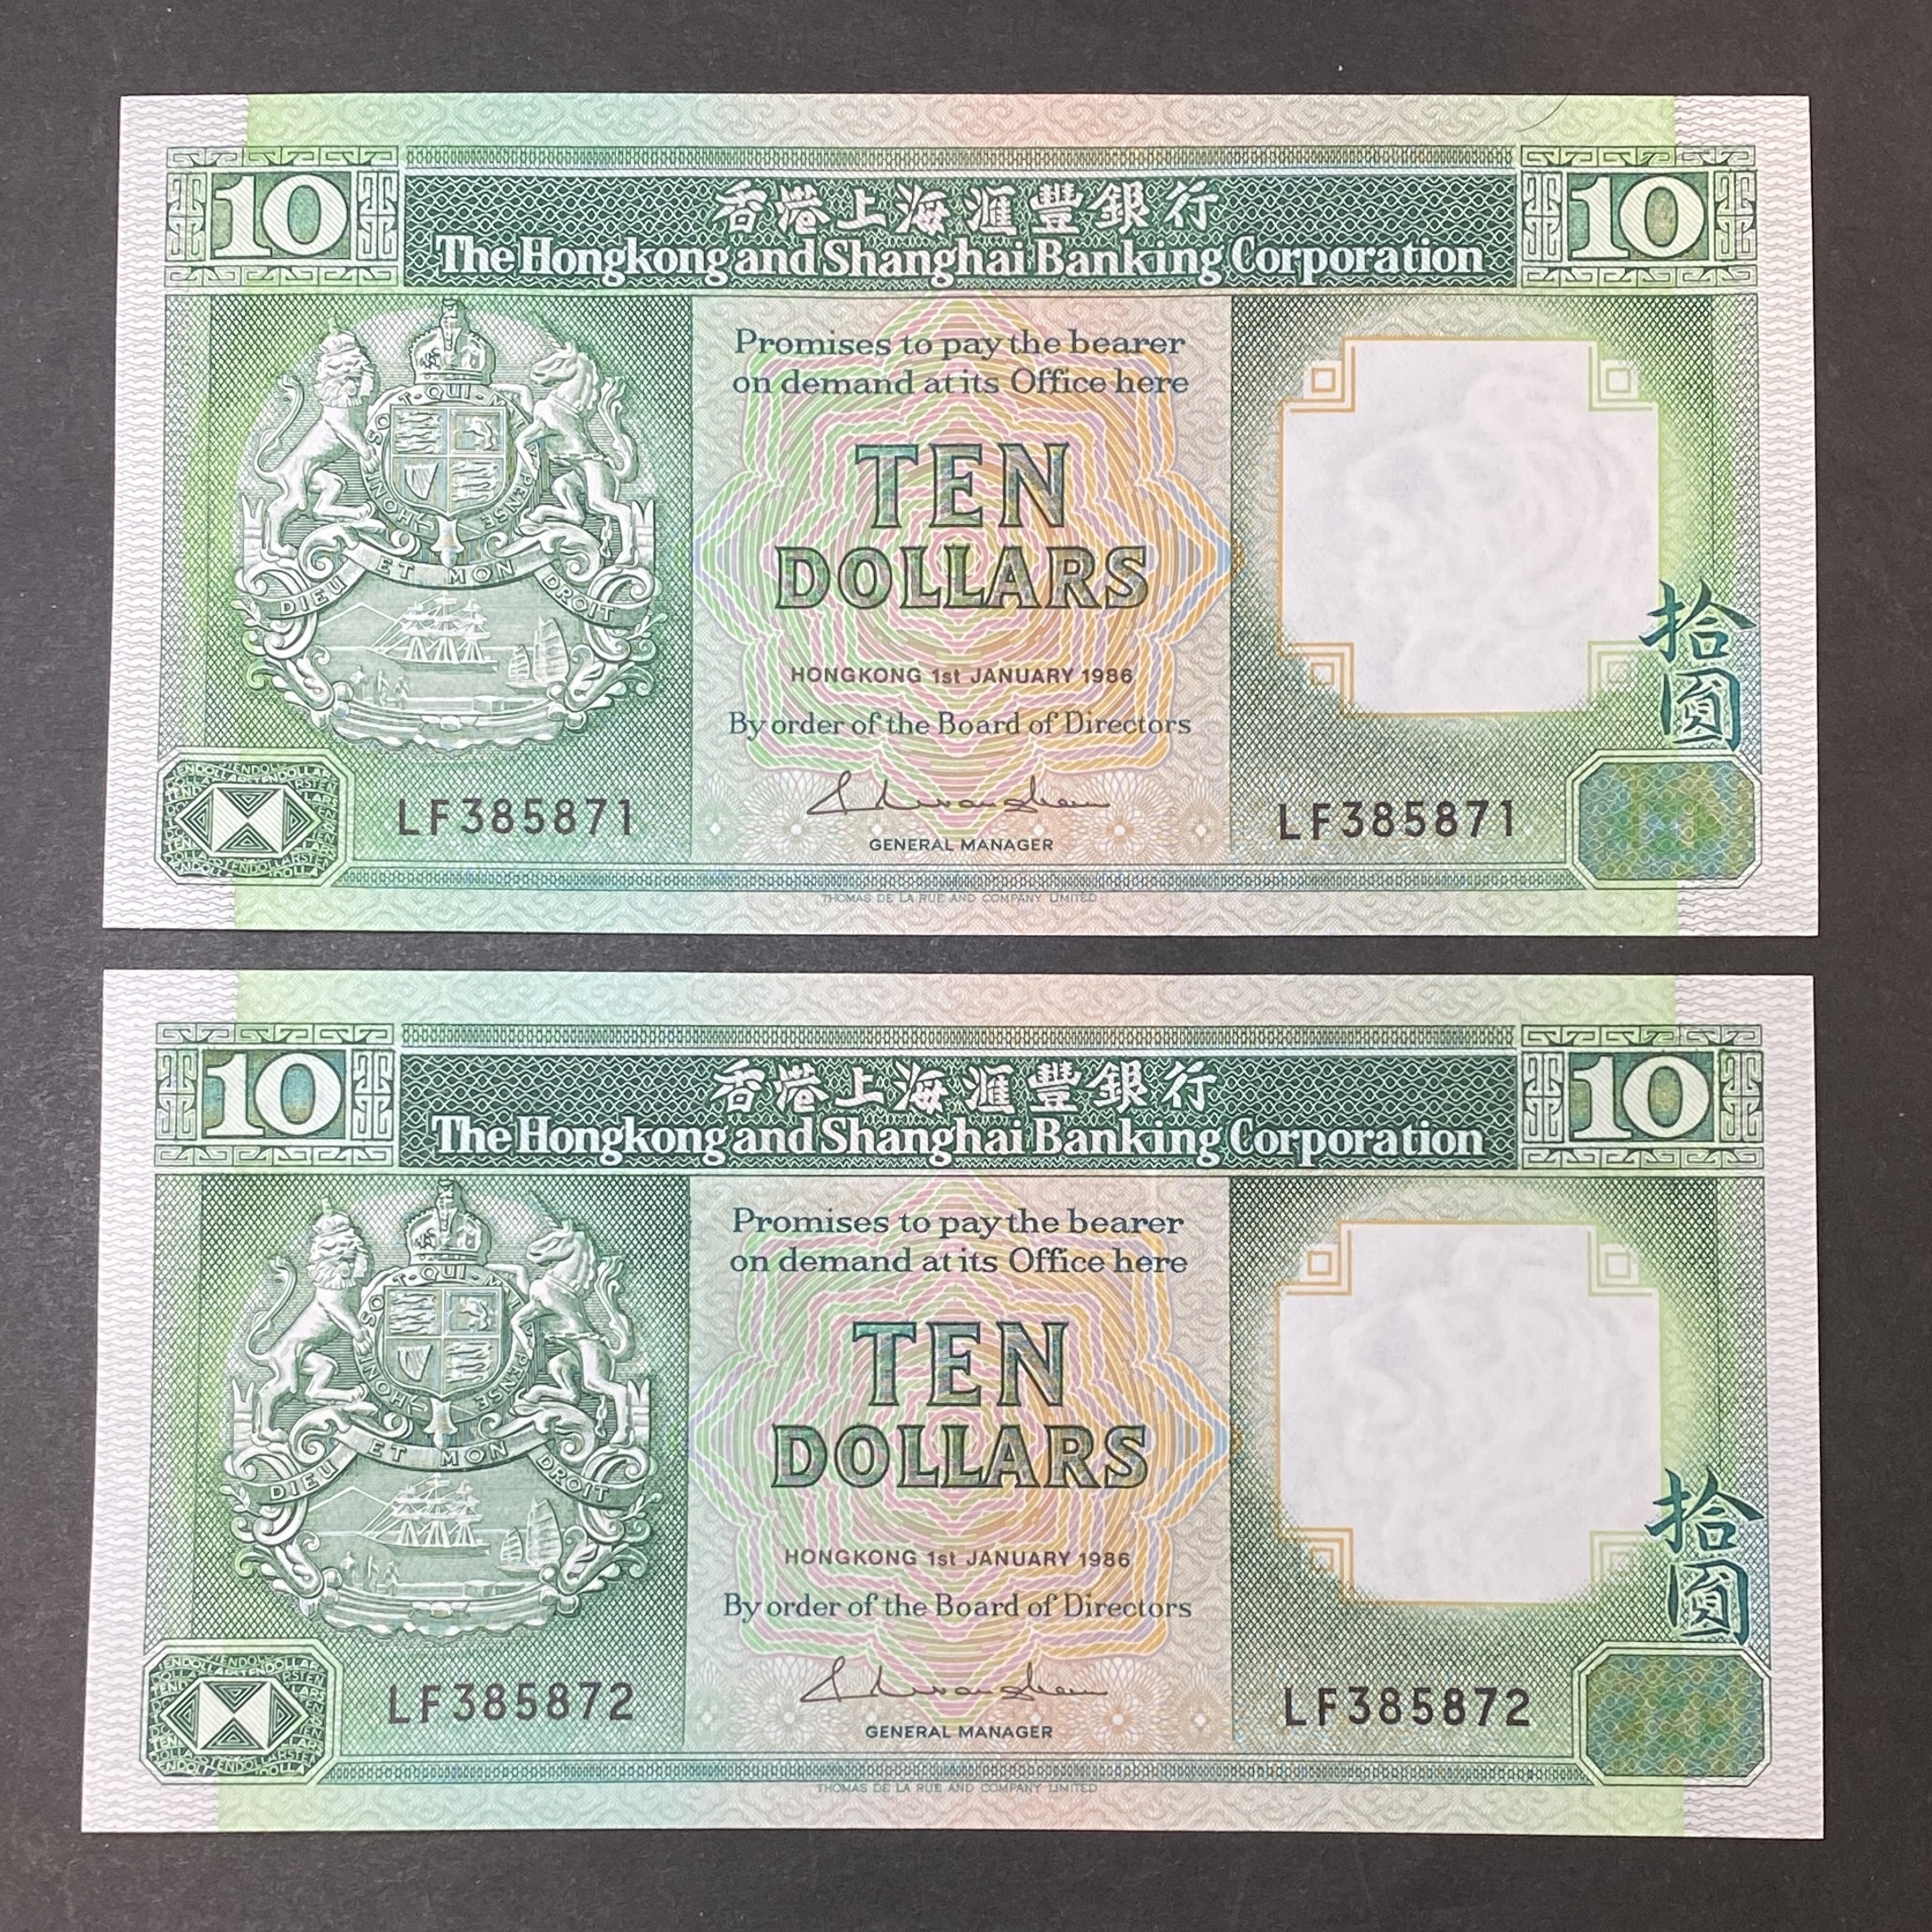 10
香港上海滙豐銀行
10
The Hongkong and Shanghai Banking Corporation
Promises to pay the bearer
on demand at its Office here
TEN
DOLLARS
DIEU ET MON DROIT
拾
圓
HONGKONG 1st JANUARY 1986
By order of the Board of Directors
LF385871
LF385871
GENERAL MANAGER
THOMAS DE LA RUE AND COMPANY LIMITED
10
香港上海滙豐銀行
10
The Hongkong and Shanghai Banking Corporation
Promises to pay the bearer
on demand at its Office here
TEN
DOLLARS
DIEU ET MON DROIT
拾
圓
HONGKONG 1st JANUARY 1986
By order of the Board of Directors
LF385872
LF385872
GENERAL MANAGER
THOMAS DE LA RUE AND COMPANY LIMITED